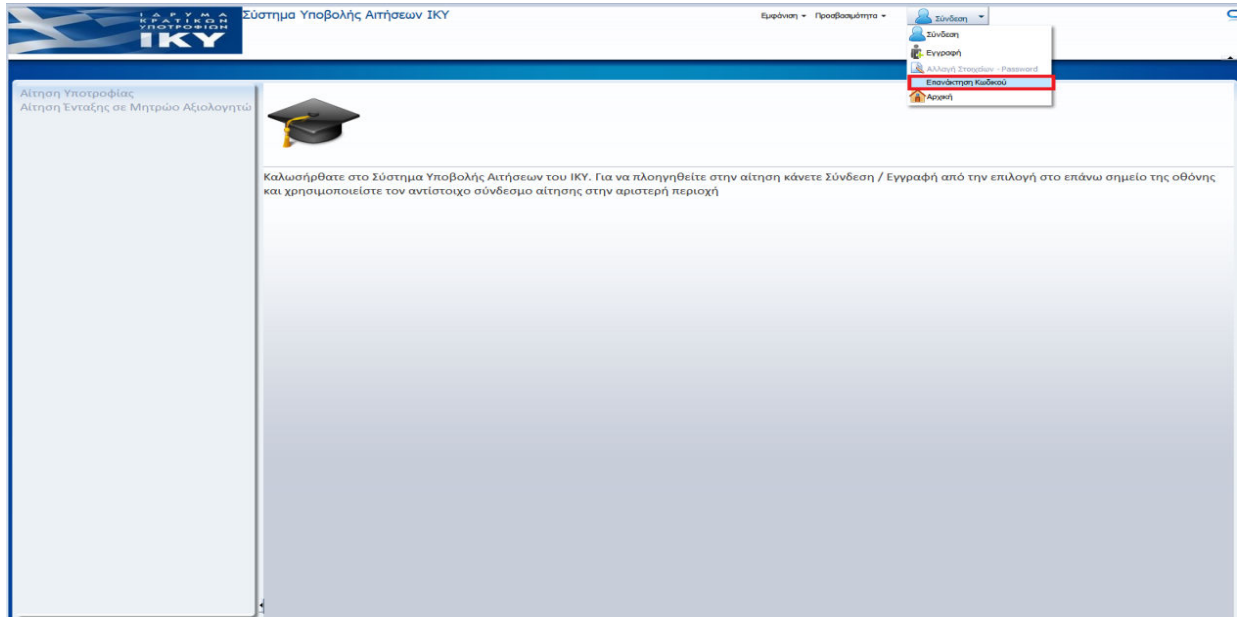 ΙΔΡΥΜΑ
ΚΡΑΤΙΚΩΝ
ΥΠΟΤΡΟΦΙΩΝ
ΙΚΥ
Σύστημα Υποβολής Αιτήσεων ΙΚΥ
Εμφάνιση
Προσβασιμότητα
Σύνδεση
Σύνδεση
Εγγραφή
Αλλαγή Στοιχείων - Password
Επανάκτηση Κωδικού
Αρχική
Αίτηση Υποτροφίας
Αίτηση Ένταξης σε Μητρώο Αξιολογητώ
Καλωσήρθατε στο Σύστημα Υποβολής Αιτήσεων του ΙΚΥ. Για να πλοηγηθείτε στην αίτηση κάνετε Σύνδεση / Εγγραφή από την επιλογή στο επάνω σημείο της οθόνης
και χρησιμοποιείστε τον αντίστοιχο σύνδεσμο αίτησης στην αριστερή περιοχή